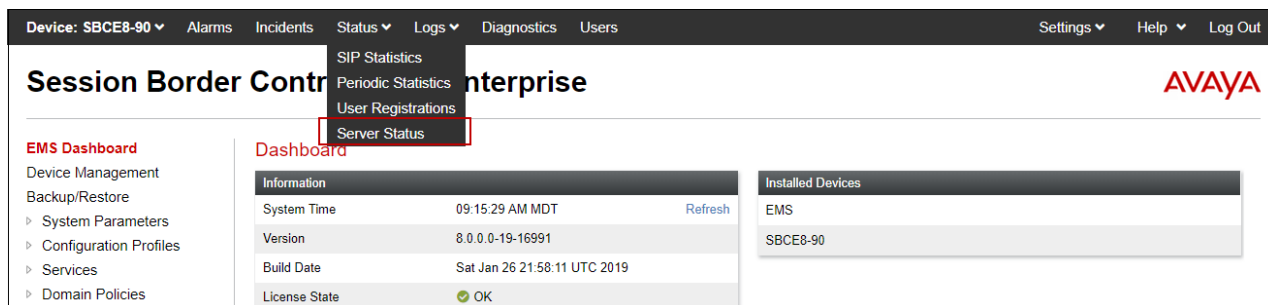 Device: SBCE8-90 Alarms Incidents Status Logs Diagnostics Users Settings Help Log Out
SIP Statistics
Periodic Statistics
User Registrations
Server Status
Session Border Contr nterprise
AVAYA
EMS Dashboard
Device Management
Backup/Restore
System Parameters
Configuration Profiles
Services
Domain Policies
Dashboard
Information
System Time 09:15:29 AM MDT Refresh
Version 8.0.0.0-19-16991
Build Date Sat Jan 26 21:58:11 UTC 2019
License State OK
Installed Devices
EMS
SBCE8-90